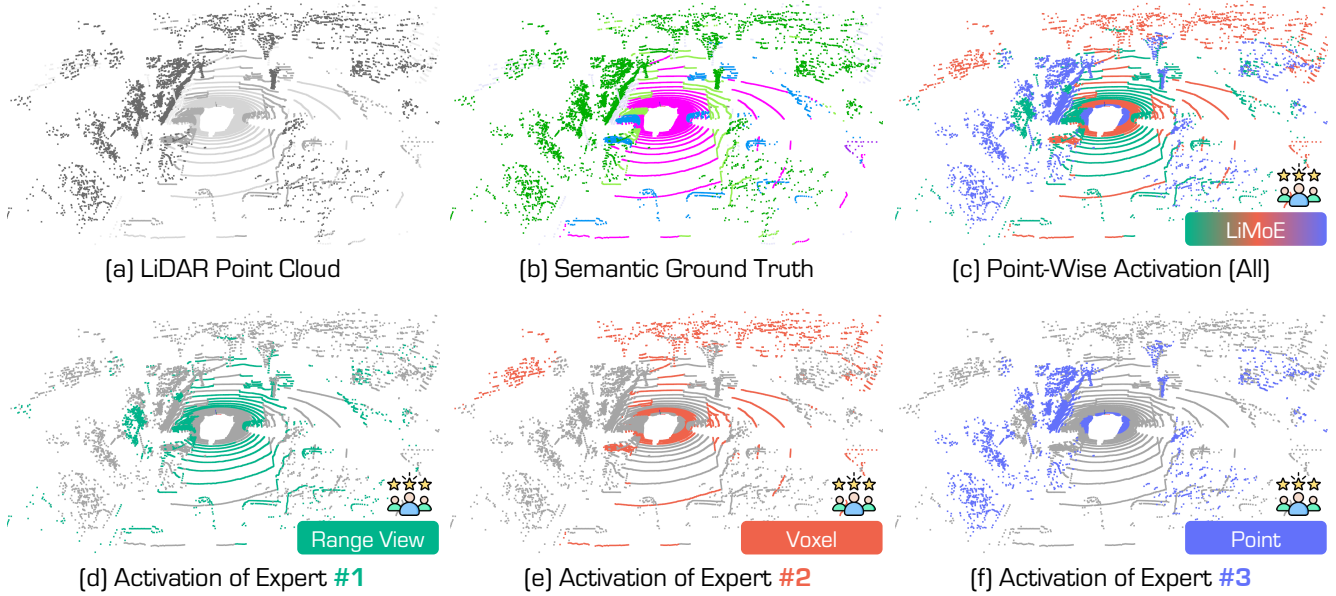 LiMoE
(a) LiDAR Point Cloud
(b) Semantic Ground Truth
(c) Point-Wise Activation (All)
Range View
Voxel
Point
(d) Activation of Expert #1
(e) Activation of Expert #2
(f) Activation of Expert #3